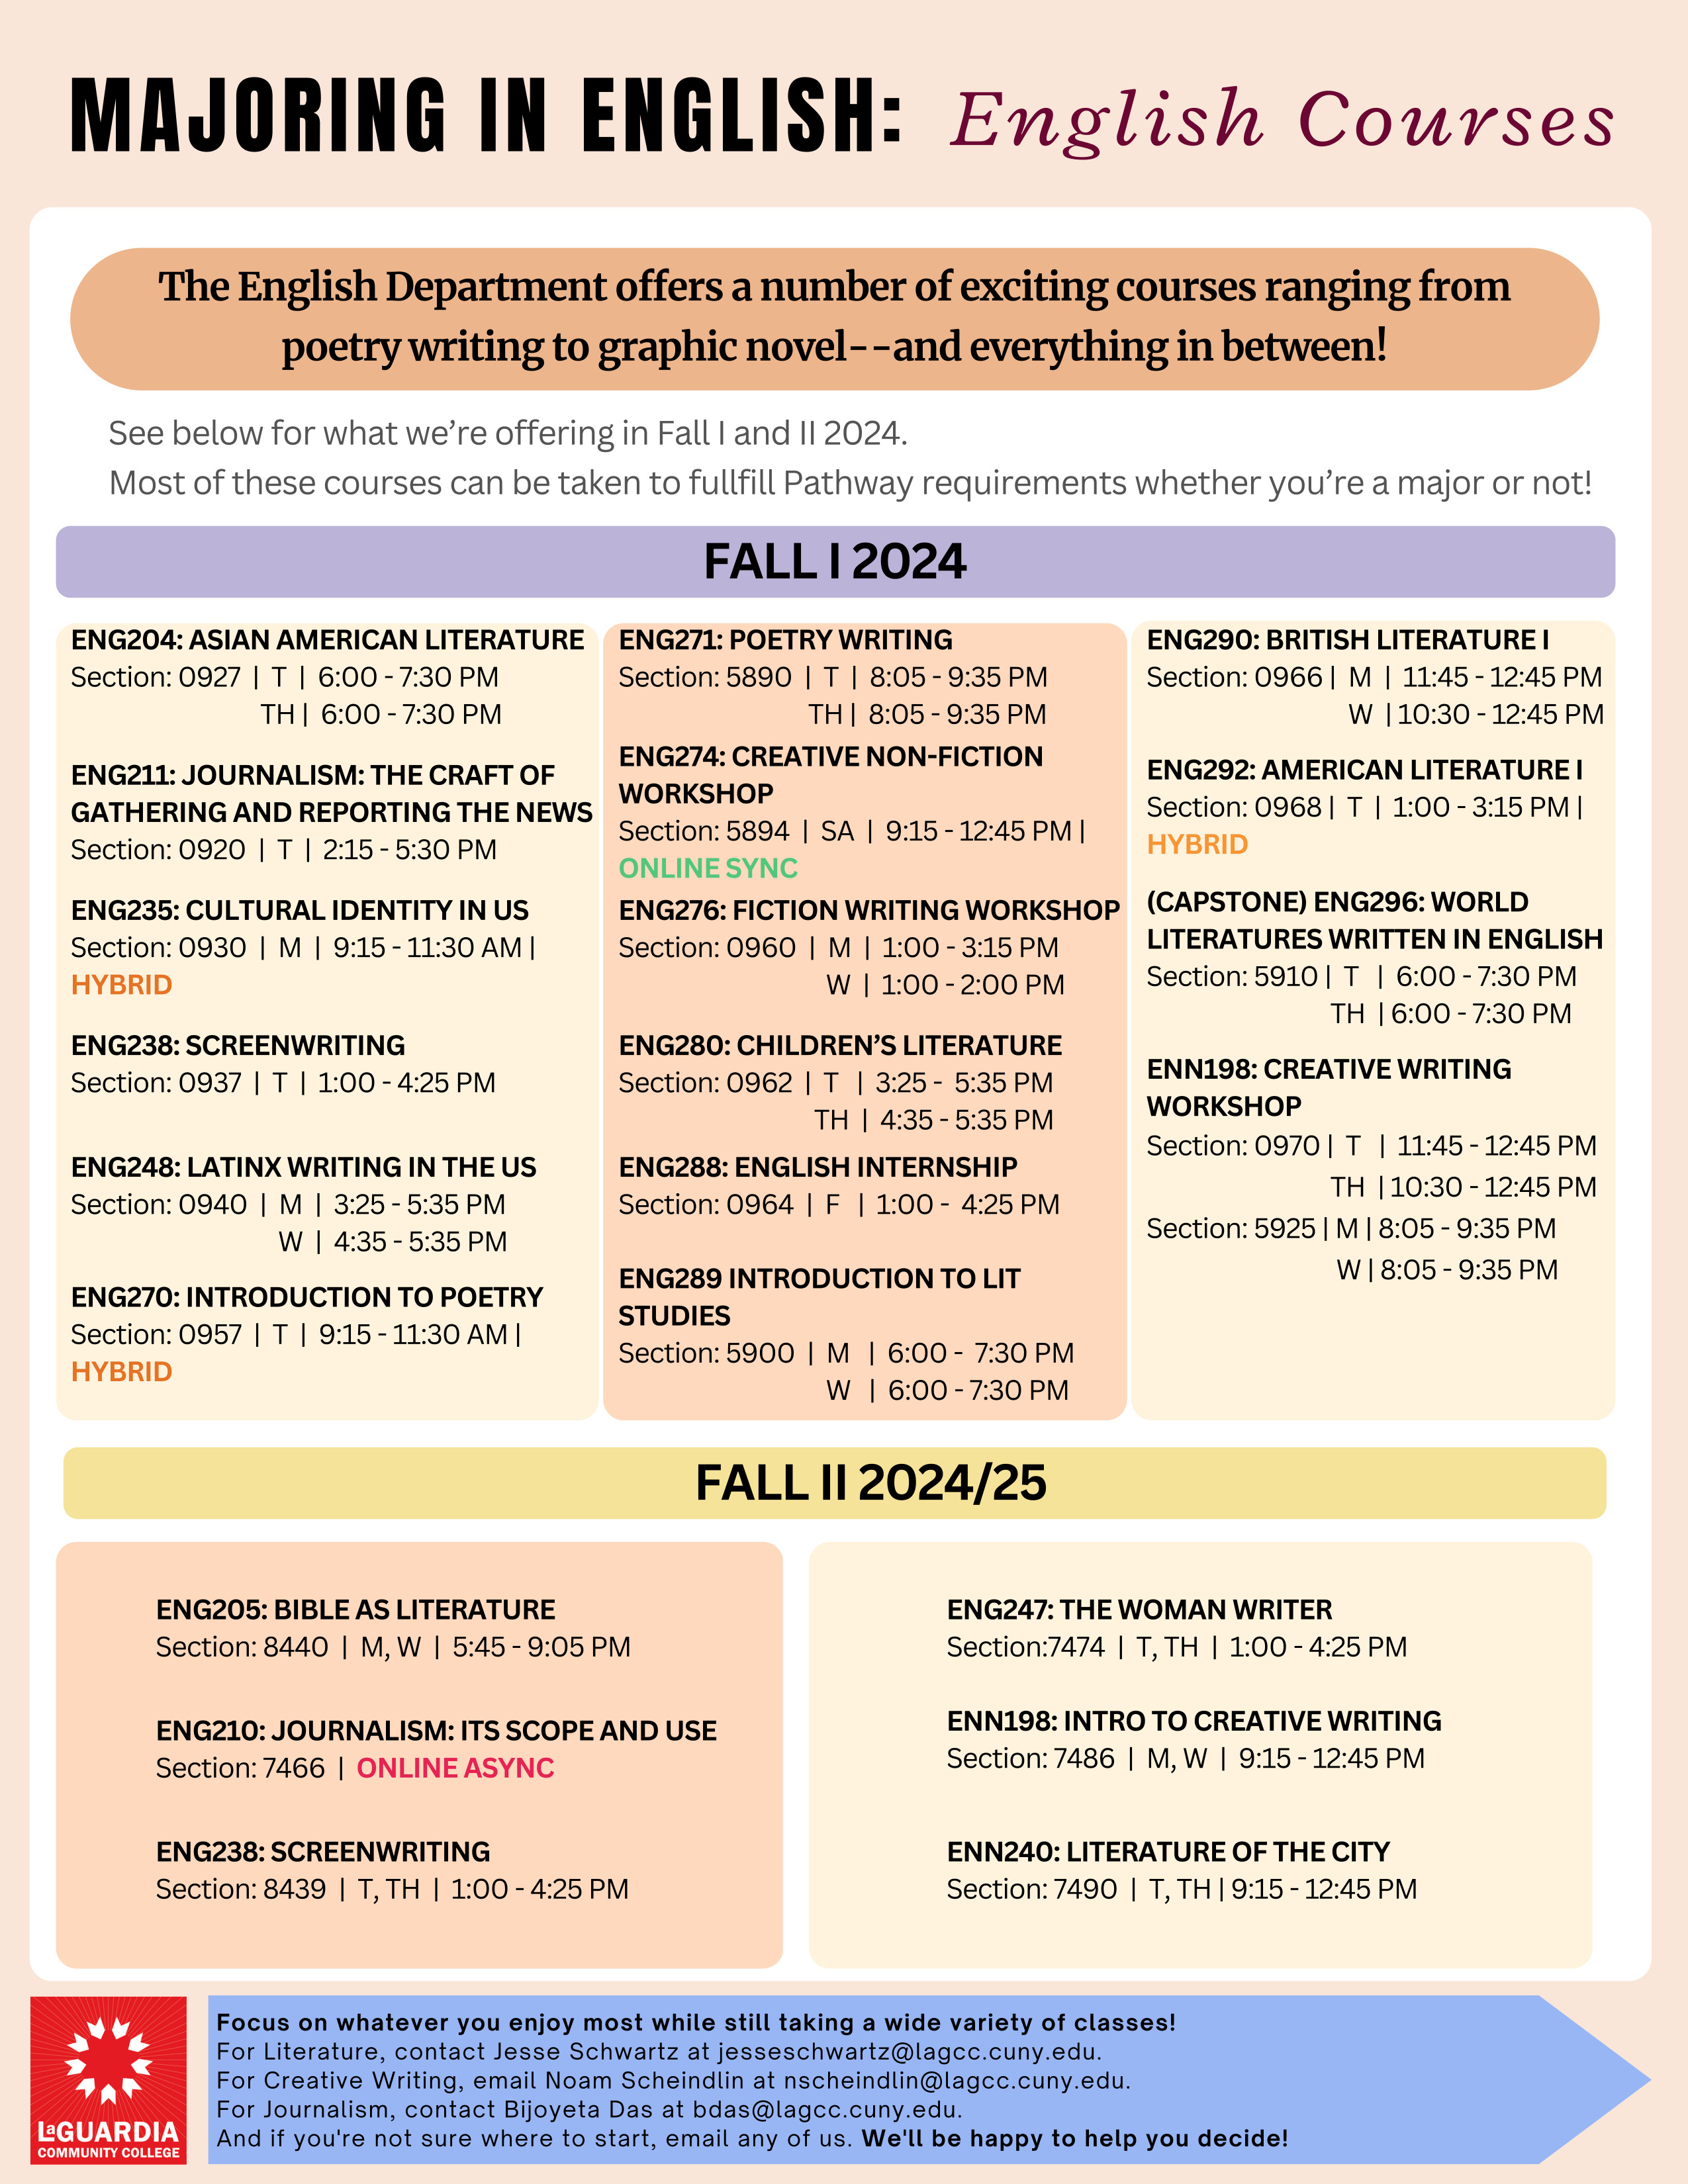 MAJORING IN ENGLISH: English Courses
The English Department offers a number of exciting courses ranging from
poetry writing to graphic novel--and everything in between!
See below for what we’re offering in Fall I and II 2024.
Most of these courses can be taken to fullfill Pathway requirements whether you’re a major or not!
FALL I 2024
ENG204: ASIAN AMERICAN LITERATURE
Section: 0927 | T | 6:00 - 7:30 PM
TH | 6:00 - 7:30 PM
ENG211: JOURNALISM: THE CRAFT OF
GATHERING AND REPORTING THE NEWS
Section: 0920 | T | 2:15 - 5:30 PM
ENG235: CULTURAL IDENTITY IN US
Section: 0930 | M | 9:15 - 11:30 AM |
HYBRID
ENG238: SCREENWRITING
Section: 0937 | T | 1:00 - 4:25 PM
ENG248: LATINX WRITING IN THE US
Section: 0940 | M | 3:25 - 5:35 PM
W | 4:35 - 5:35 PM
ENG270: INTRODUCTION TO POETRY
Section: 0957 | T | 9:15 - 11:30 AM |
HYBRID
ENG271: POETRY WRITING
Section: 5890 | T | 8:05 - 9:35 PM
TH | 8:05 - 9:35 PM
ENG274: CREATIVE NON-FICTION
WORKSHOP
Section: 5894 | SA | 9:15 - 12:45 PM |
ONLINE SYNC
ENG276: FICTION WRITING WORKSHOP
Section: 0960 | M | 1:00 - 3:15 PM
W | 1:00 - 2:00 PM
ENG280: CHILDREN’S LITERATURE
Section: 0962 | T | 3:25 - 5:35 PM
TH | 4:35 - 5:35 PM
ENG288: ENGLISH INTERNSHIP
Section: 0964 | F | 1:00 - 4:25 PM
ENG289 INTRODUCTION TO LIT
STUDIES
Section: 5900 | M | 6:00 - 7:30 PM
W | 6:00 - 7:30 PM
ENG290: BRITISH LITERATURE I
Section: 0966 | M | 11:45 - 12:45 PM
W | 10:30 - 12:45 PM
ENG292: AMERICAN LITERATURE I
Section: 0968 | T | 1:00 - 3:15 PM |
HYBRID
(CAPSTONE) ENG296: WORLD
LITERATURES WRITTEN IN ENGLISH
Section: 5910 | T | 6:00 - 7:30 PM
TH | 6:00 - 7:30 PM
ENN198: CREATIVE WRITING
WORKSHOP
Section: 0970 | T | 11:45 - 12:45 PM
TH | 10:30 - 12:45 PM
Section: 5925 | M | 8:05 - 9:35 PM
W | 8:05 - 9:35 PM
FALL II 2024/25
ENG205: BIBLE AS LITERATURE
Section: 8440 | M, W | 5:45 - 9:05 PM
ENG210: JOURNALISM: ITS SCOPE AND USE
Section: 7466 | ONLINE ASYNC
ENG238: SCREENWRITING
Section: 8439 | T, TH | 1:00 - 4:25 PM
ENG247: THE WOMAN WRITER
Section:7474 | T, TH | 1:00 - 4:25 PM
ENN198: INTRO TO CREATIVE WRITING
Section: 7486 | M, W | 9:15 - 12:45 PM
ENN240: LITERATURE OF THE CITY
Section: 7490 | T, TH | 9:15 - 12:45 PM
LaGUARDIA
COMMUNITY COLLEGE
Focus on whatever you enjoy most while still taking a wide variety of classes!
For Literature, contact Jesse Schwartz at jesseschwartz@lagcc.cuny.edu.
For Creative Writing, email Noam Scheindlin at nscheindlin@lagcc.cuny.edu.
For Journalism, contact Bijoyeta Das at bdas@lagcc.cuny.edu.
And if you're not sure where to start, email any of us. We'll be happy to help you decide!